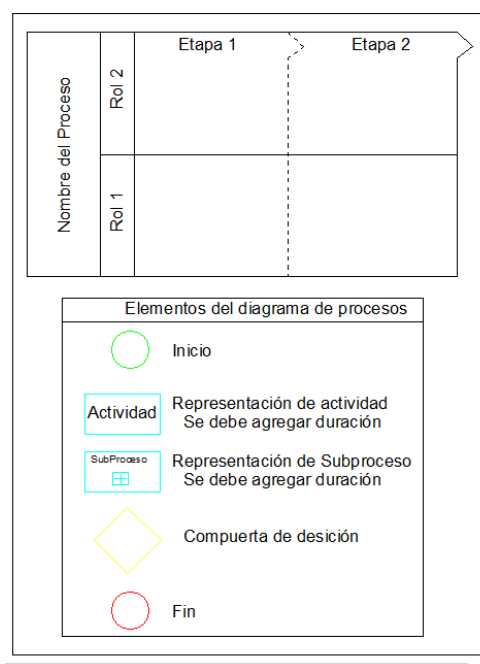 Etapa 1
Etapa 2
Nombre del Proceso
Rol 2
Rol 1
Elementos del diagrama de procesos
Inicio
Actividad
Representación de actividad
Se debe agregar duración
SubProceso
Representación de Subproceso
Se debe agregar duración
Compuerta de desición
Fin